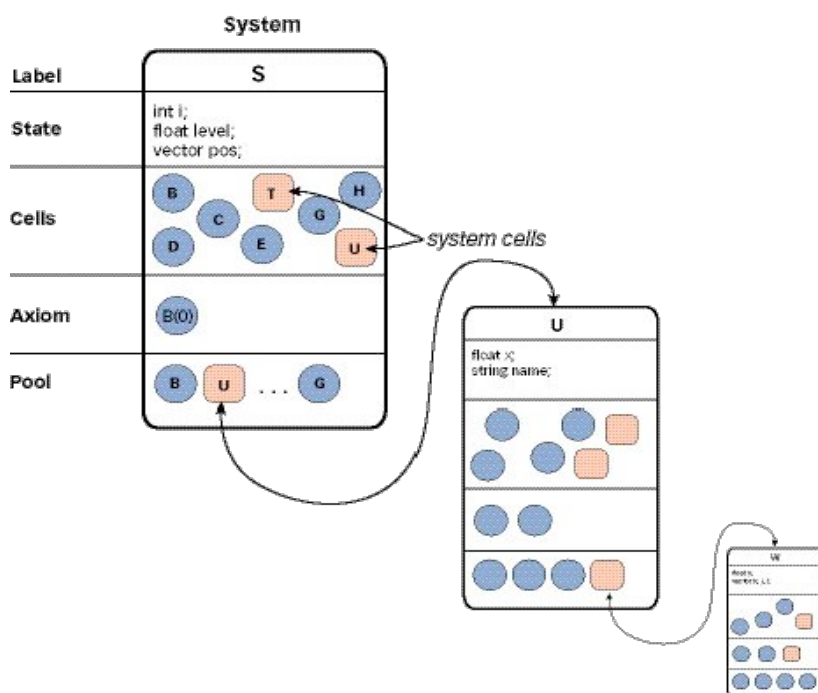 System
Label
S
State
int i;
float level;
vector pos;
Cells
B
T
H
C
G
D
E
U
system cells
Axiom
B(0)
Pool
B
U
...
G
U
float x;
string name;
W